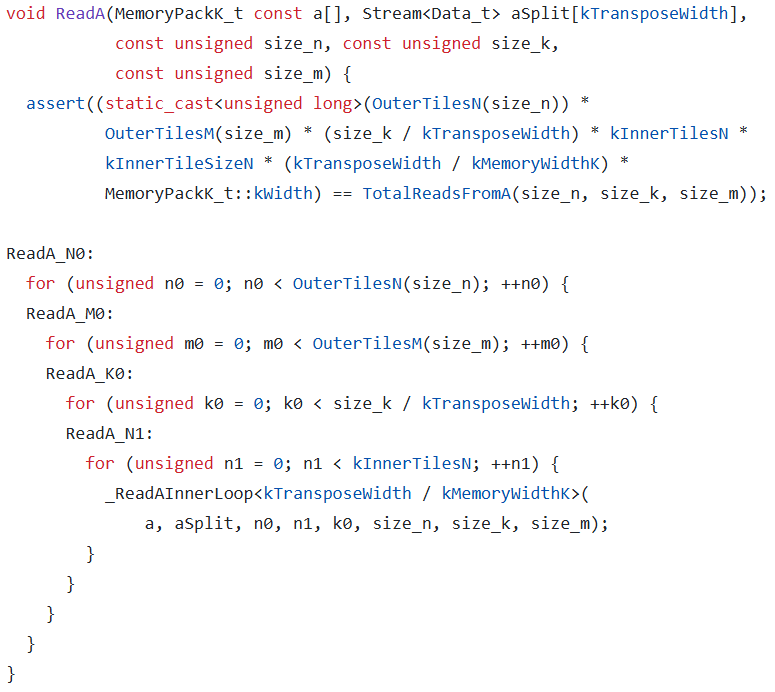 void ReadA(MemoryPackK_t const a[], Stream<Data_t> aSplit[kTransposeWidth],
           const unsigned size_n, const unsigned size_k,
           const unsigned size_m) {
  assert((static_cast<unsigned long>(OuterTilesN(size_n)) *
          OuterTilesM(size_m) * (size_k / kTransposeWidth) * kInnerTilesN *
          kInnerTileSizeN * (kTransposeWidth / kMemoryWidthK) *
          MemoryPackK_t::kWidth) == TotalReadsFromA(size_n, size_k, size_m));

ReadA_N0:
  for (unsigned n0 = 0; n0 < OuterTilesN(size_n); ++n0) {
  ReadA_M0:
    for (unsigned m0 = 0; m0 < OuterTilesM(size_m); ++m0) {
    ReadA_K0:
      for (unsigned k0 = 0; k0 < size_k / kTransposeWidth; ++k0) {
      ReadA_N1:
        for (unsigned n1 = 0; n1 < kInnerTilesN; ++n1) {
          _ReadAInnerLoop<kTransposeWidth / kMemoryWidthK>(
              a, aSplit, n0, n1, k0, size_n, size_k, size_m);
        }
      }
    }
  }
}